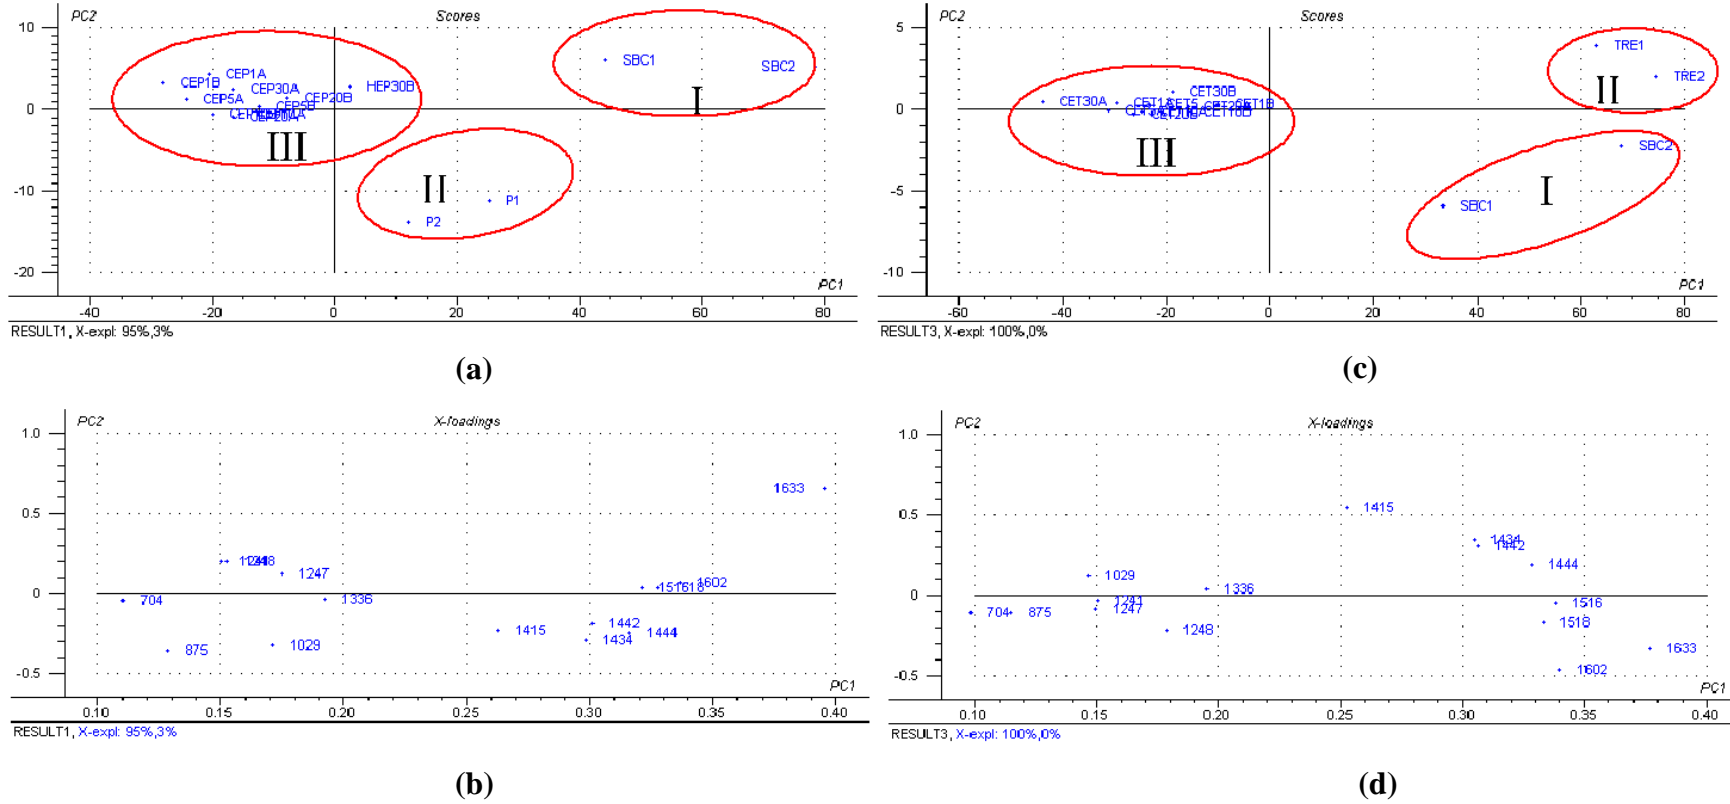 PC2 Scores
10
0
-10
-20
CEP1A
CEP1B
CEP30A
CEP5A
CEP20B
CEP5B
HEP30B
SBC1
SBC2
I
III
II
P1
P2
PC1
-40 -20 0 20 40 60 80
RESULT1, X-expl: 95%,3%
(a)
PC2 Scores
5
0
-5
-10
TRE1
TRE2
II
CET30B
CET30A
III
SBC2
SBC1
I
PC1
-60 -40 -20 0 20 40 60 80
RESULT3, X-expl: 100%,0%
(c)
PC2 X-loadings
1.0
0.5
0
-0.5
1633
1247
1602
704
1336
1415
1442
1434
1444
875
1029
PC1
0.10 0.15 0.20 0.25 0.30 0.35 0.40
RESULT1, X-expl: 95%,3%
(b)
PC2 X-loadings
1.0
0.5
0
-0.5
1415
1434
1442
1444
1029
1336
1241
1247
704
875
1248
1516
1518
1633
1602
PC1
0.10 0.15 0.20 0.25 0.30 0.35 0.40
RESULT3, X-expl: 100%,0%
(d)